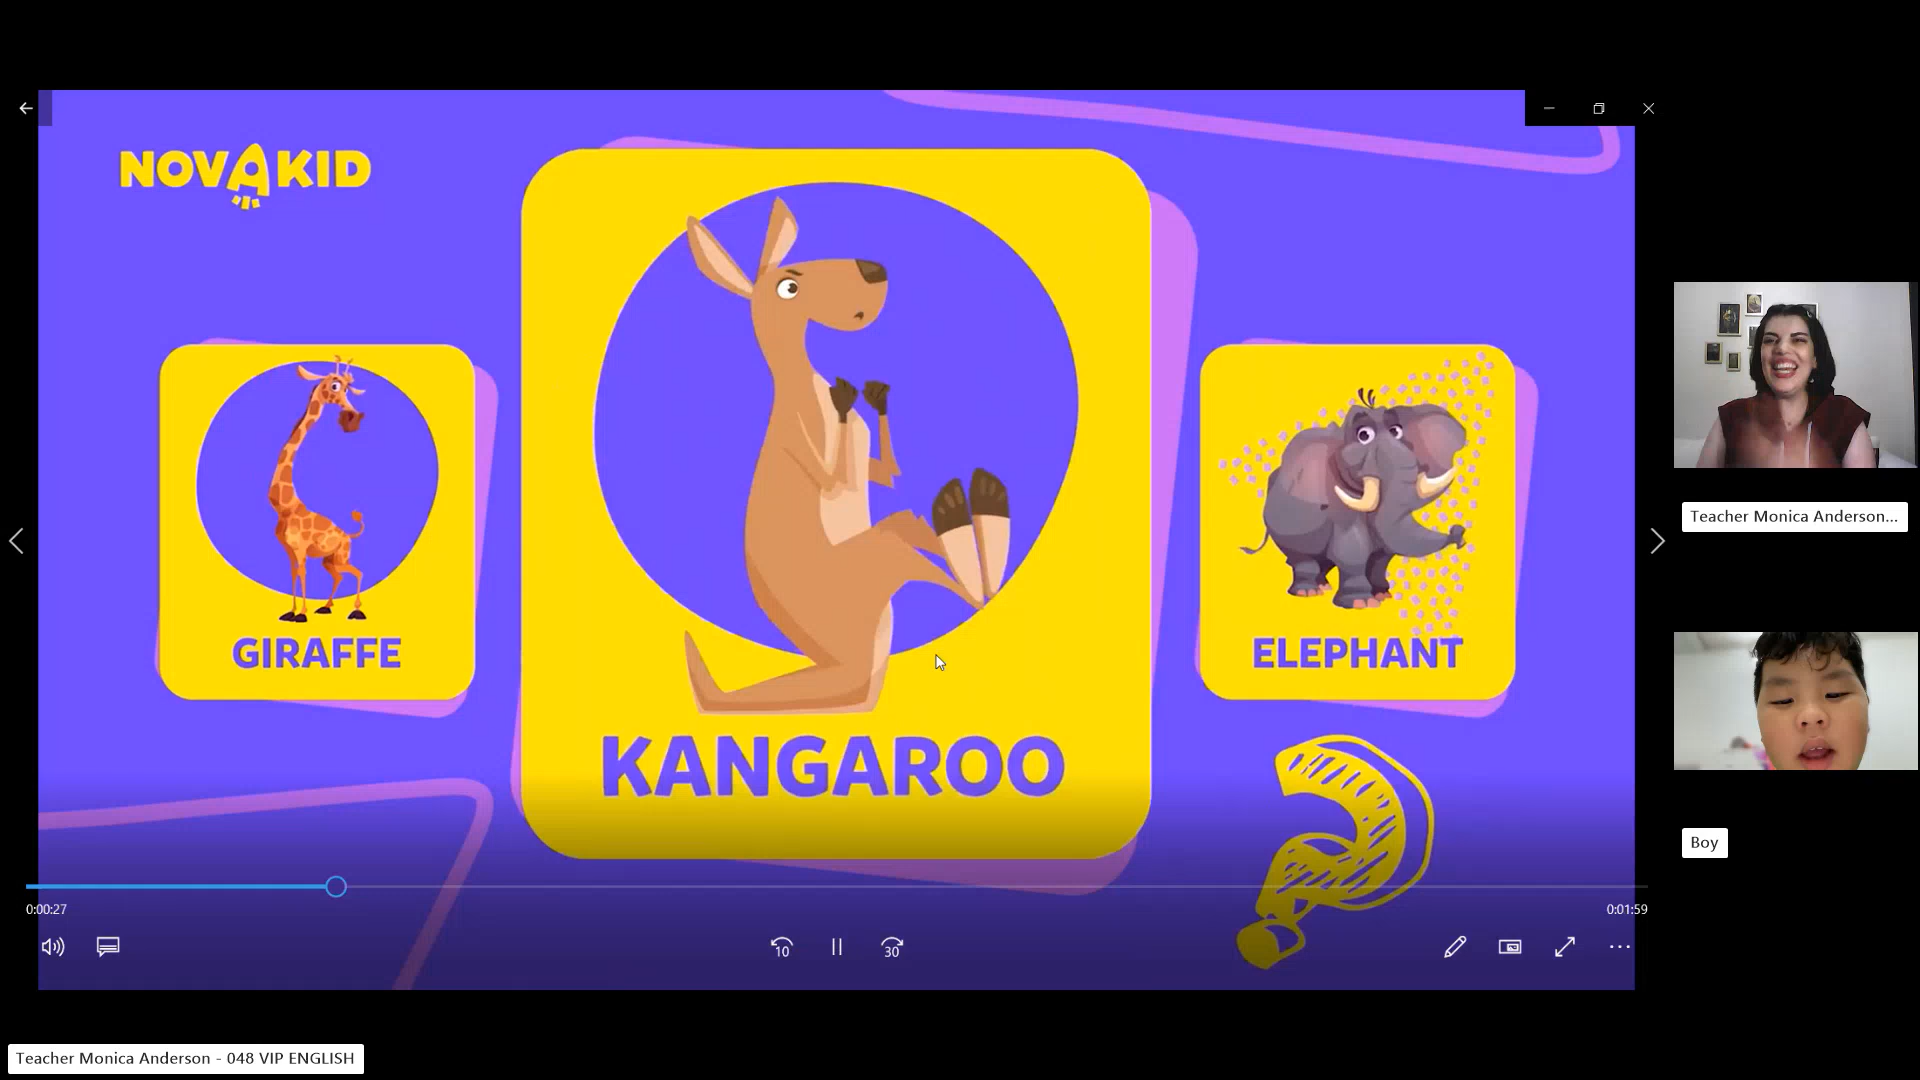 NOVAKID
GIRAFFE
KANGAROO
ELEPHANT
0:00:27
0:01:59
10
30
Teacher Monica Anderson...
Boy
Teacher Monica Anderson - 048 VIP ENGLISH